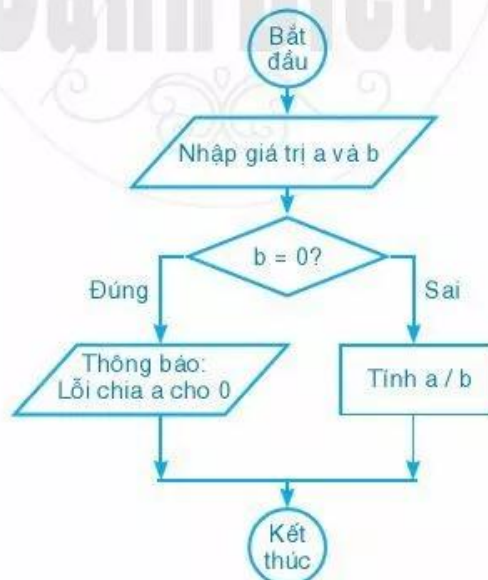 Bắt
đầu
Nhập giá trị a và b
b = 0?
Đúng
Sai
Thông báo:
Lỗi chia a cho 0
Tính a / b
Kết
thúc